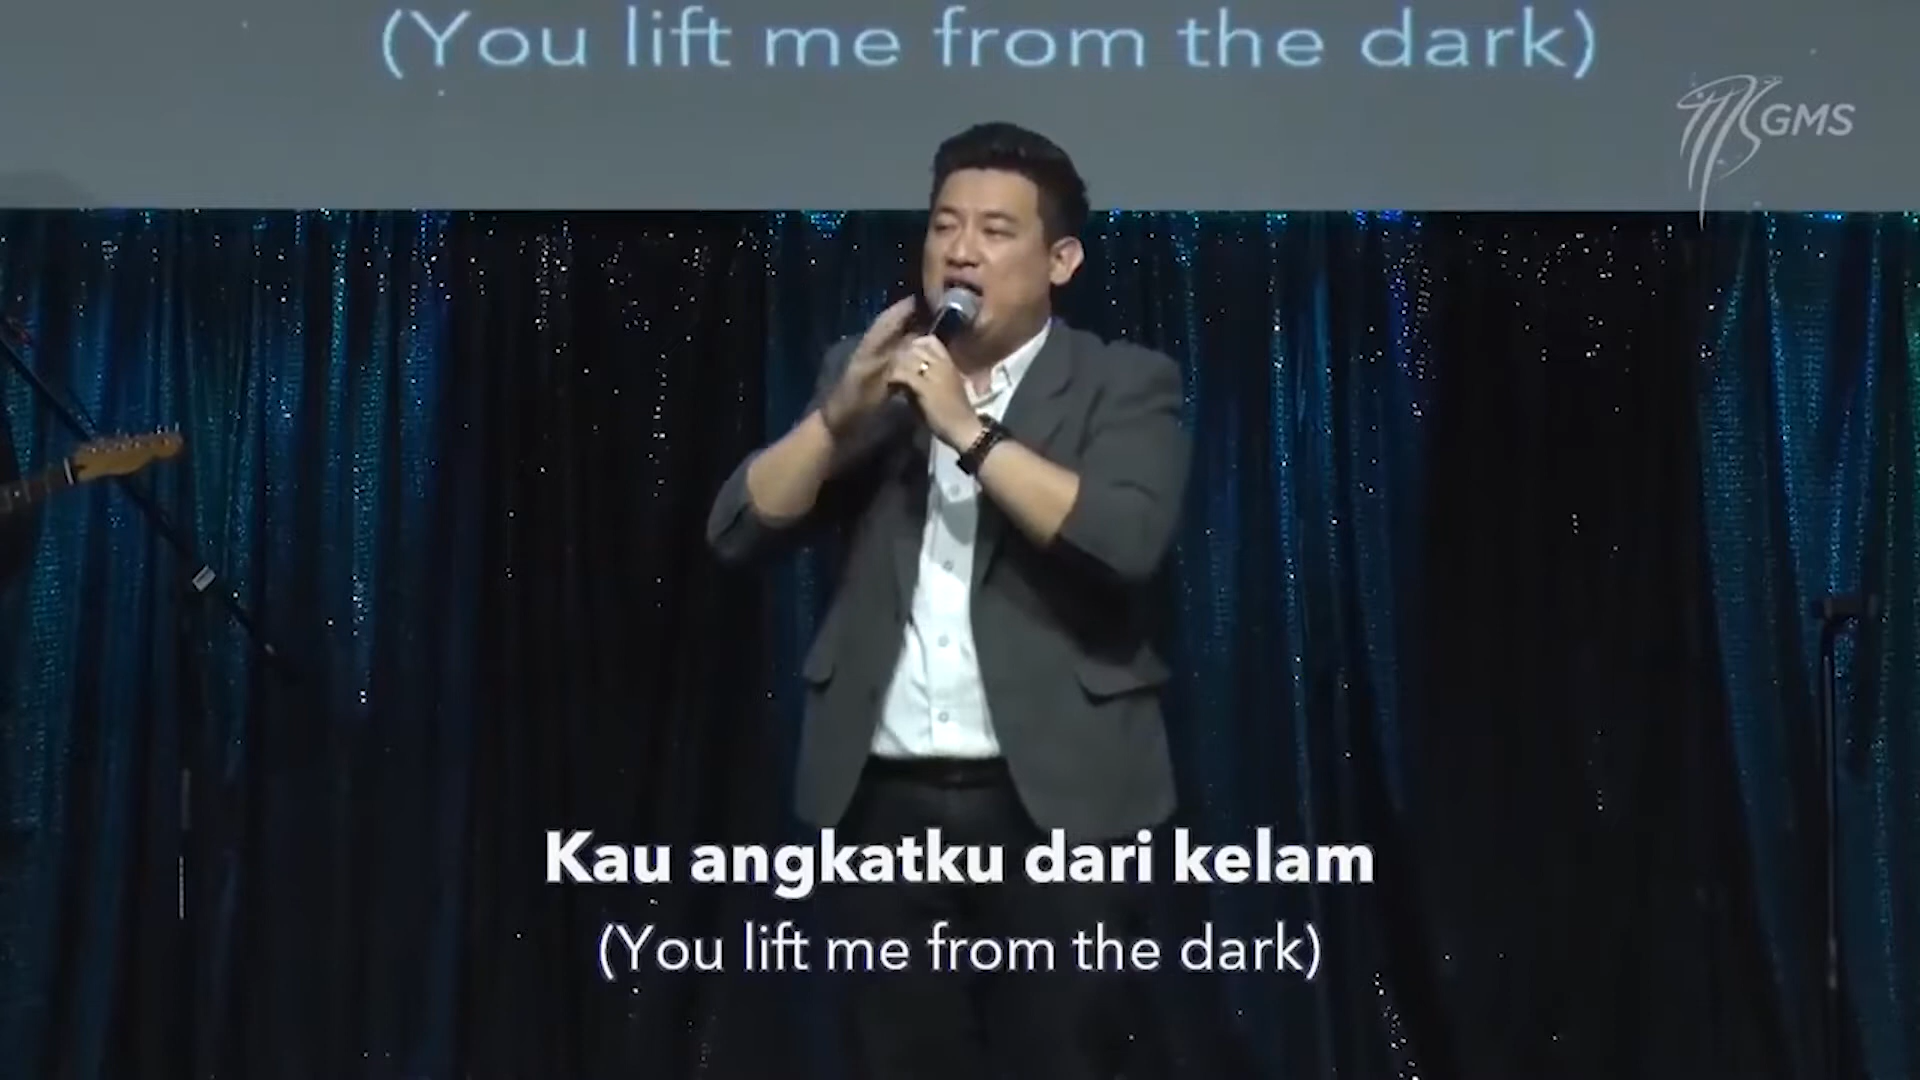 (You lift me from the dark)
GMS
Kau angkatku dari kelam
(You lift me from the dark)